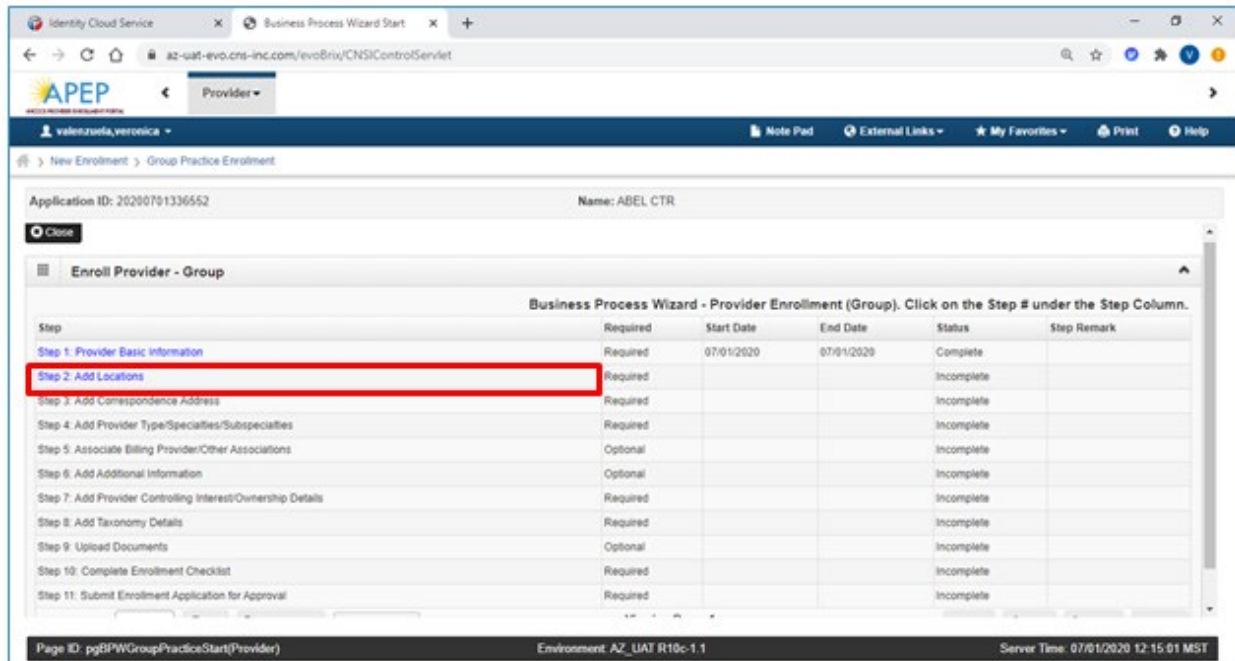 Identity Cloud Service
Business Process Wizard Start
az-uat-evo.cns-inc.com/evoBrix/CNSIControlServlet
V
APEP
Provider
valenzuela,veronica
Note Pad
External Links
My Favorites
Print
Help
> New Enrollment > Group Practice Enrollment
Application ID: 20200701336552 Name: ABEL CTR
Close
Enroll Provider - Group
Business Process Wizard - Provider Enrollment (Group). Click on the Step # under the Step Column.
Step Required Start Date End Date Status Step Remark
Step 1: Provider Basic Information Required 07/01/2020 07/01/2020 Complete
Step 2: Add Locations Required Incomplete
Step 3: Add Correspondence Address Required Incomplete
Step 4: Add Provider Type/Specialties/Subspecialties Required Incomplete
Step 5: Associate Billing Provider/Other Associations Optional Incomplete
Step 6: Add Additional Information Optional Incomplete
Step 7: Add Provider Controlling Interest/Ownership Details Required Incomplete
Step 8: Add Taxonomy Details Required Incomplete
Step 9: Upload Documents Optional Incomplete
Step 10: Complete Enrollment Checklist Required Incomplete
Step 11: Submit Enrollment Application for Approval Required Incomplete
Page ID: pgBPWGroupPracticeStart(Provider) Environment: AZ_UAT R10c-1.1 Server Time: 07/01/2020 12:15:01 MST